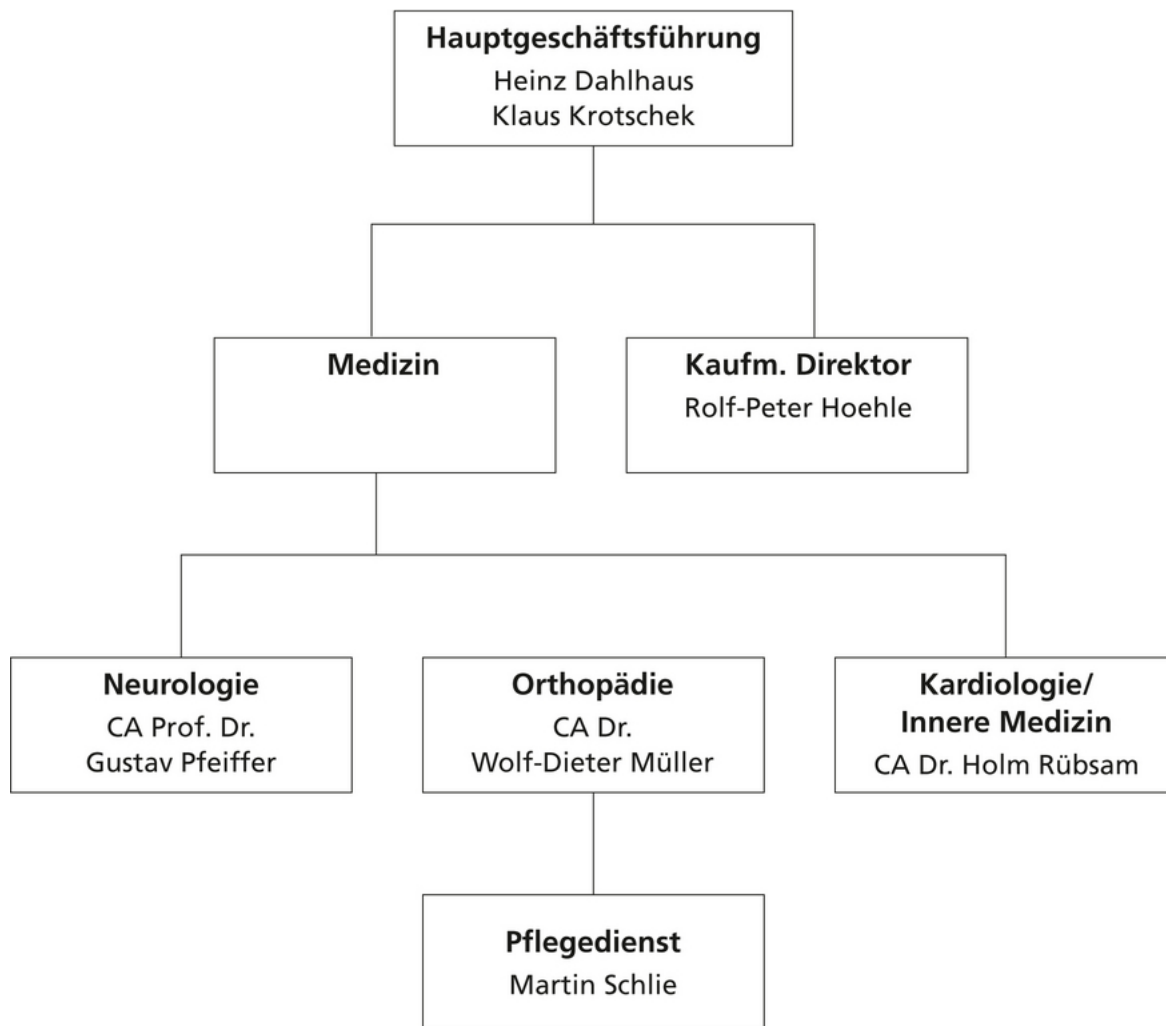 Hauptgeschäftsführung
Heinz Dahlhaus
Klaus Krotschek
Medizin
Kaufm. Direktor
Rolf-Peter Hoehle
Neurologie
CA Prof. Dr.
Gustav Pfeiffer
Orthopädie
CA Dr.
Wolf-Dieter Müller
Kardiologie/
Innere Medizin
CA Dr. Holm Rübsam
Pflegedienst
Martin Schlie